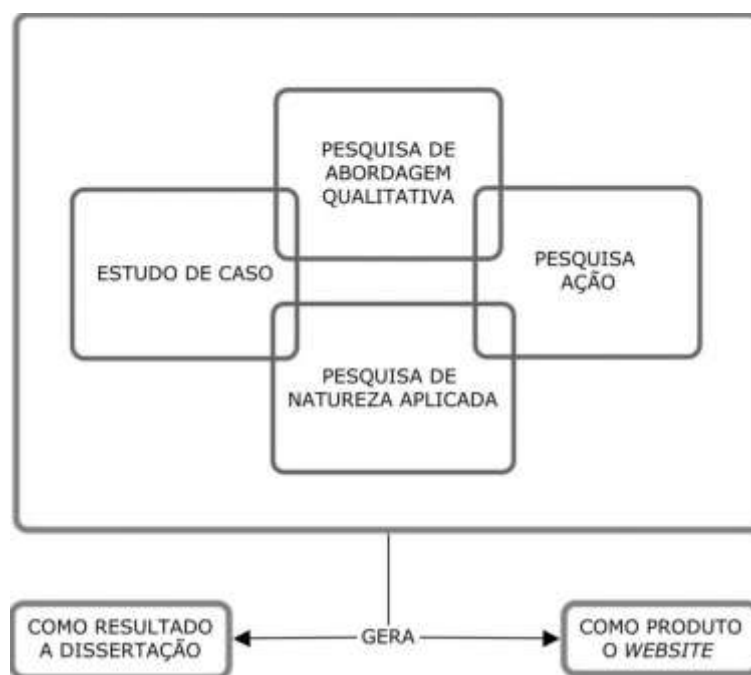 PESQUISA DE
ABORDAGEM
QUALITATIVA
ESTUDO DE CASO
PESQUISA
AÇÃO
PESQUISA DE
NATUREZA APLICADA
COMO RESULTADO
A DISSERTAÇÃO
GERA
COMO PRODUTO
O WEBSITE